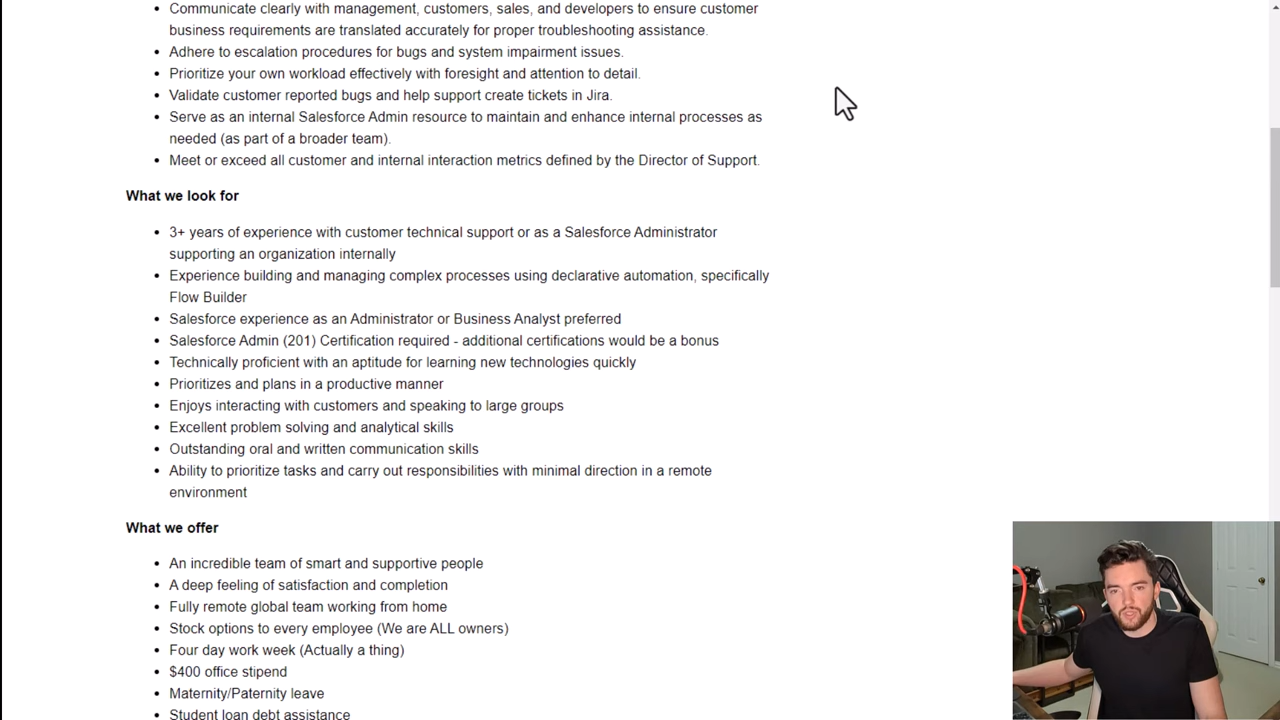 Communicate clearly with management, customers, sales, and developers to ensure customer
business requirements are translated accurately for proper troubleshooting assistance.
Adhere to escalation procedures for bugs and system impairment issues.
Prioritize your own workload effectively with foresight and attention to detail.
Validate customer reported bugs and help support create tickets in Jira.
Serve as an internal Salesforce Admin resource to maintain and enhance internal processes as
needed (as part of a broader team).
Meet or exceed all customer and internal interaction metrics defined by the Director of Support.
What we look for
3+ years of experience with customer technical support or as a Salesforce Administrator
supporting an organization internally
Experience building and managing complex processes using declarative automation, specifically
Flow Builder
Salesforce experience as an Administrator or Business Analyst preferred
Salesforce Admin (201) Certification required - additional certifications would be a bonus
Technically proficient with an aptitude for learning new technologies quickly
Prioritizes and plans in a productive manner
Enjoys interacting with customers and speaking to large groups
Excellent problem solving and analytical skills
Outstanding oral and written communication skills
Ability to prioritize tasks and carry out responsibilities with minimal direction in a remote
environment
What we offer
An incredible team of smart and supportive people
A deep feeling of satisfaction and completion
Fully remote global team working from home
Stock options to every employee (We are ALL owners)
Four day work week (Actually a thing)
$400 office stipend
Maternity/Paternity leave
Student loan debt assistance